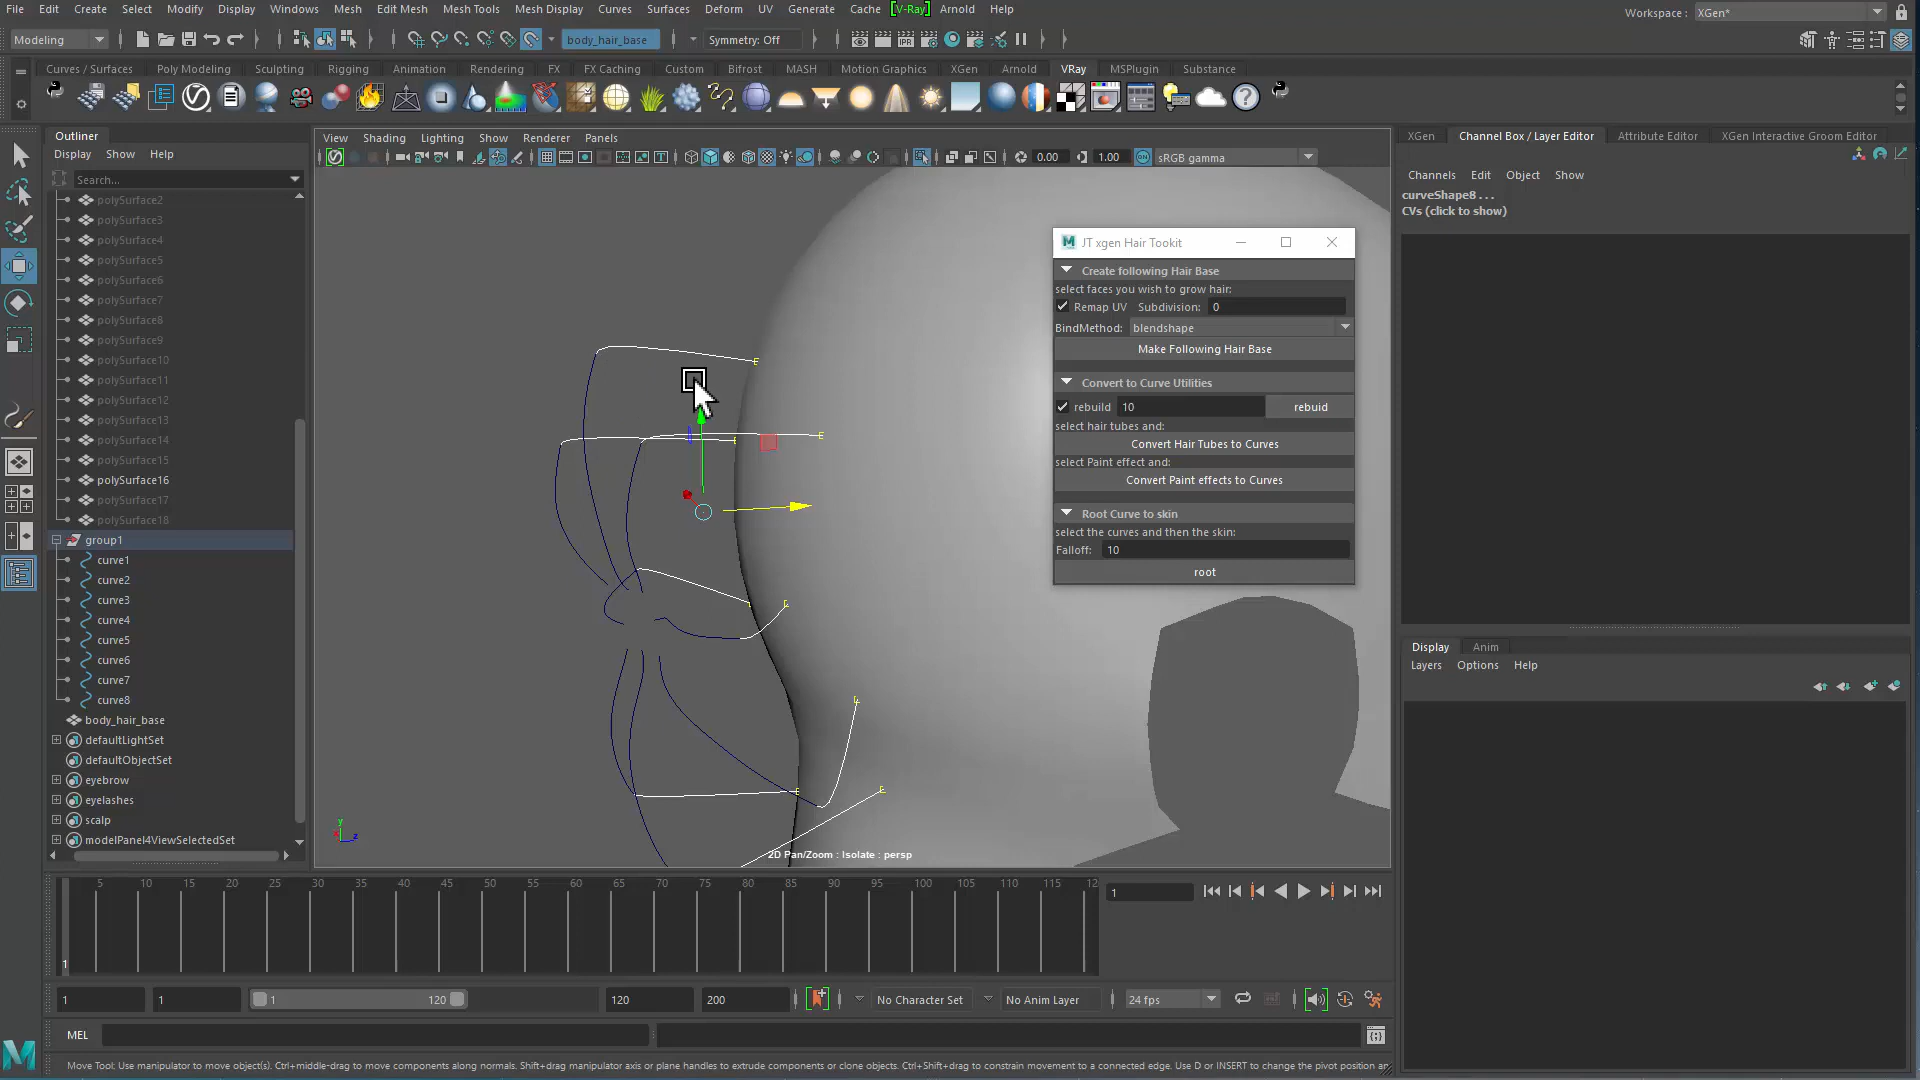 File Edit Create Select Modify Display Windows Mesh Edit Mesh Mesh Tools Mesh Display Curves Surfaces Deform UV Generate Cache [V-Ray] Arnold Help
Workspace : XGen*
Modeling body_hair_base Symmetry: Off
Curves / Surfaces Poly Modeling Sculpting Rigging Animation Rendering FX FX Caching Custom Bifrost MASH Motion Graphics XGen Arnold VRay MSPlugin Substance
Outliner
Display Show Help
Search...
polySurface2
polySurface3
polySurface4
polySurface5
polySurface6
polySurface7
polySurface8
polySurface9
polySurface10
polySurface11
polySurface12
polySurface13
polySurface14
polySurface15
polySurface16
polySurface17
polySurface18
group1
curve1
curve2
curve3
curve4
curve5
curve6
curve7
curve8
body_hair_base
defaultLightSet
defaultObjectSet
eyebrow
eyelashes
scalp
modelPanel4ViewSelectedSet
View Shading Lighting Show Renderer Panels
0.00 1.00 ON sRGB gamma
JT xgen Hair Tookit
Create following Hair Base
select faces you wish to grow hair:
Remap UV Subdivision: 0
BindMethod: blendshape
Make Following Hair Base
Convert to Curve Utilities
rebuild 10 rebuid
select hair tubes and:
Convert Hair Tubes to Curves
select Paint effect and:
Convert Paint effects to Curves
Root Curve to skin
select the curves and then the skin:
Falloff: 10
root
y
z
2D Pan/Zoom : Isolate : persp
XGen Channel Box / Layer Editor Attribute Editor XGen Interactive Groom Editor
Channels Edit Object Show
curveShape8 . . .
CVs (click to show)
Display Anim
Layers Options Help
5 10 15 20 25 30 35 40 45 50 55 60 65 70 75 80 85 90 95 100 105 110 115 12
1
1
1 1 1 120 120 200 No Character Set No Anim Layer 24 fps
MEL
Move Tool: Use manipulator to move object(s). Ctrl+middle-drag to move components along normals. Shift+drag manipulator axis or plane handles to extrude components or clone objects. Ctrl+Shift+drag to constrain movement to a connected edge. Use D or INSERT to change the pivot position an